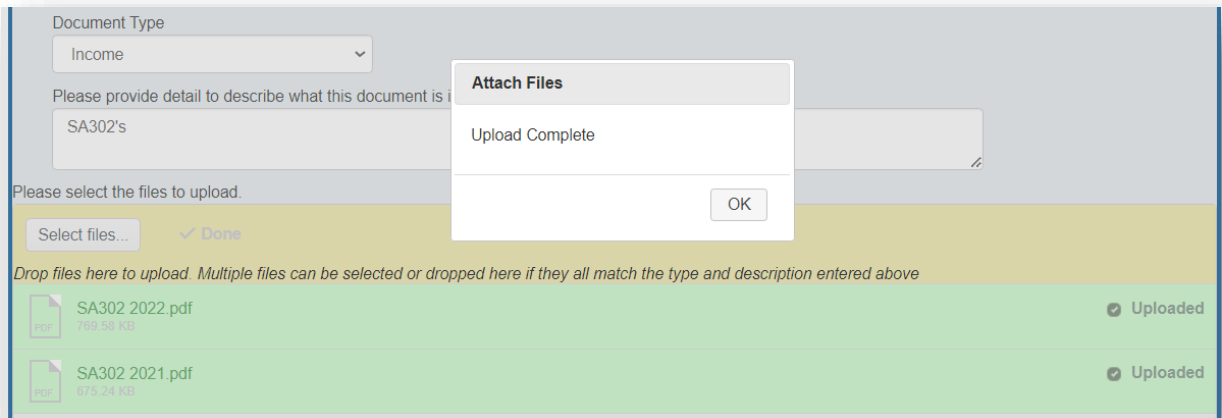 Document Type
Income
Please provide detail to describe what this document is i
SA302's
Attach Files
Upload Complete
OK
Please select the files to upload.
Select files...
Done
Drop files here to upload. Multiple files can be selected or dropped here if they all match the type and description entered above
PDF
SA302 2022.pdf
769.58 KB
Uploaded
PDF
SA302 2021.pdf
675.24 KB
Uploaded